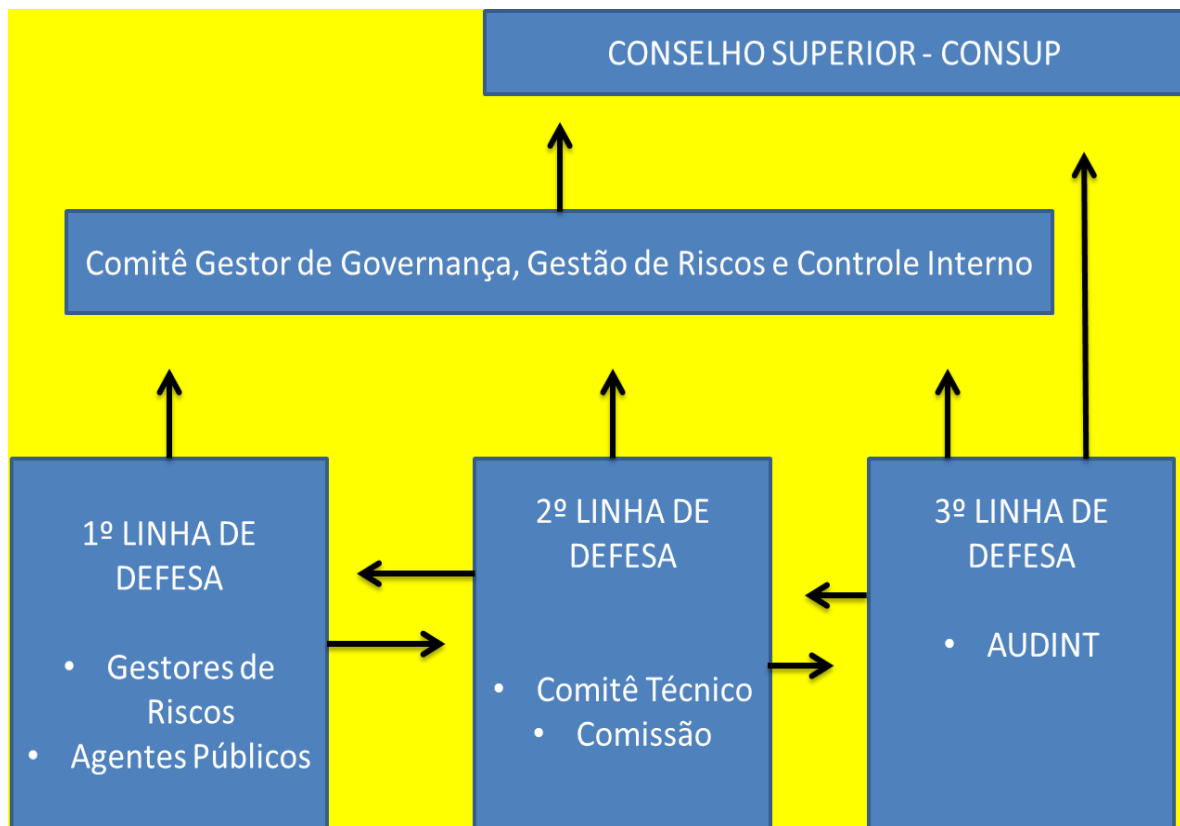 CONSELHO SUPERIOR - CONSUP
Comitê Gestor de Governança, Gestão de Riscos e Controle Interno
1º LINHA DE
DEFESA
• Gestores de
Riscos
• Agentes Públicos
2º LINHA DE
DEFESA
• Comitê Técnico
• Comissão
3º LINHA DE
DEFESA
• AUDINT